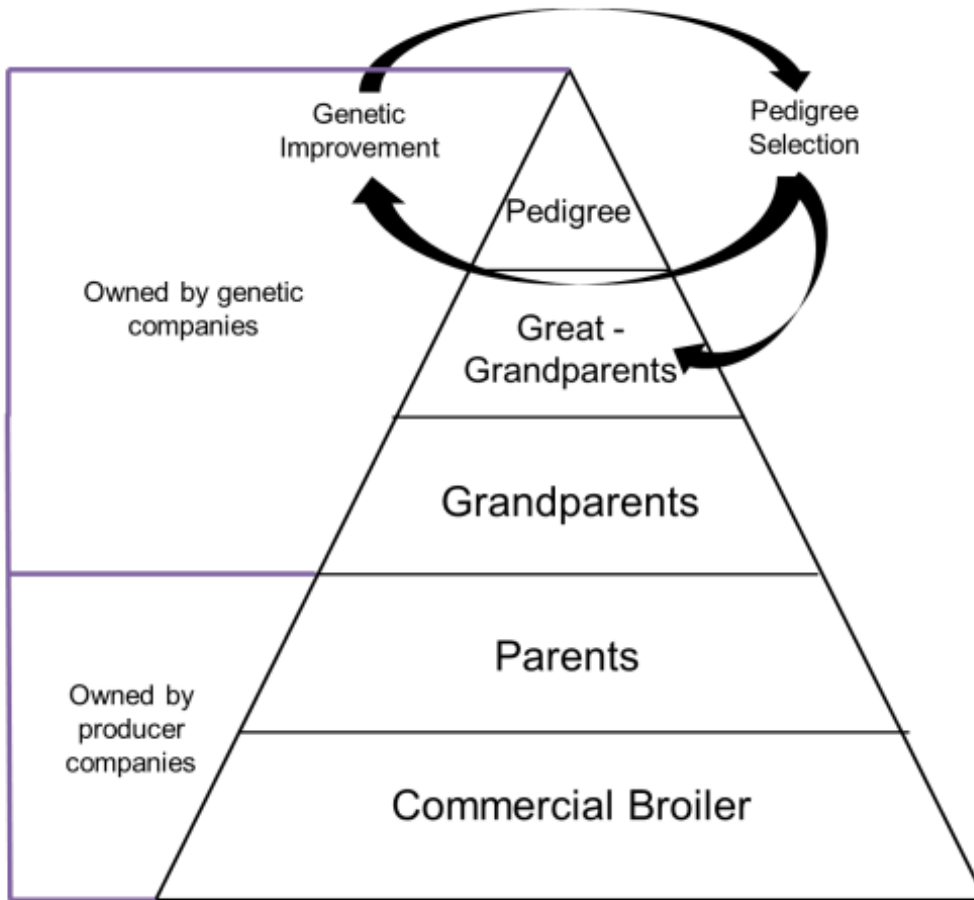 Genetic
Improvement
Pedigree
Selection
Pedigree
Owned by genetic
companies
Great -
Grandparents
Grandparents
Parents
Owned by
producer
companies
Commercial Broiler